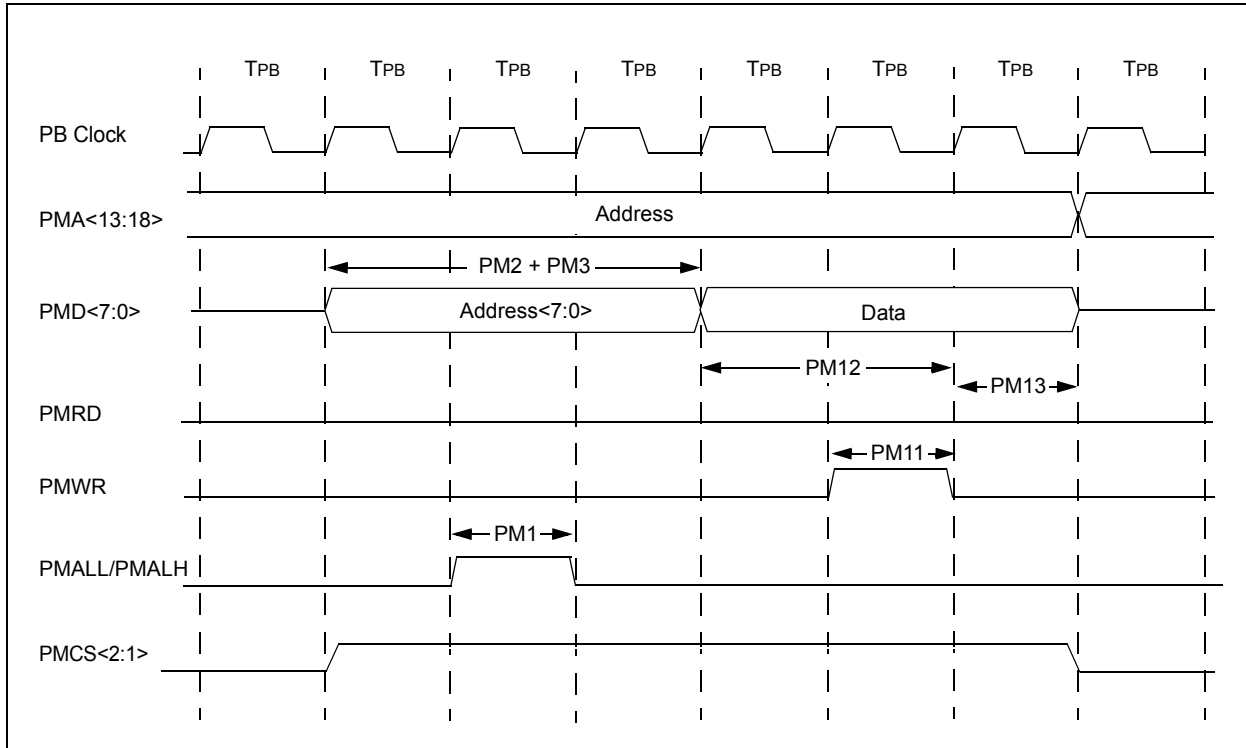 TPB TPB TPB TPB TPB TPB TPB TPB
PB Clock
PMA<13:18> Address
PM2 + PM3
PMD<7:0> Address<7:0> Data
PM12
PM13
PMRD
PM11
PMWR
PM1
PMALL/PMALH
PMCS<2:1>